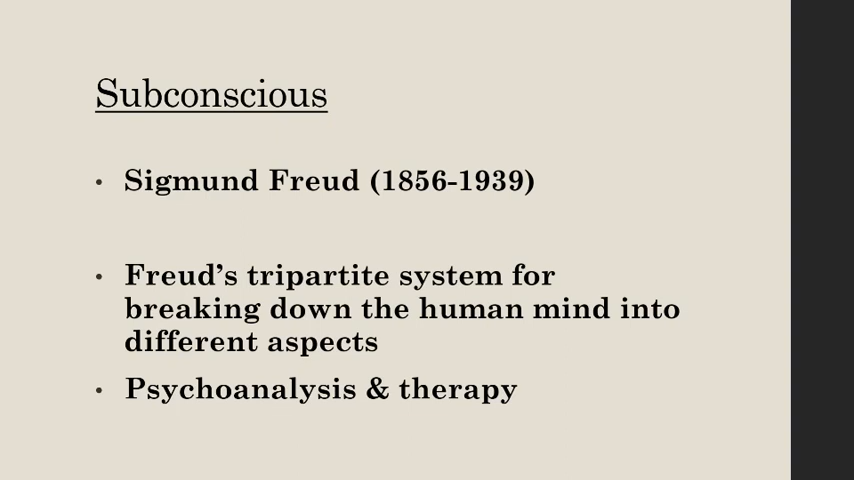 Subconscious
• Sigmund Freud (1856-1939)
• Freud’s tripartite system for
breaking down the human mind into
different aspects
• Psychoanalysis & therapy